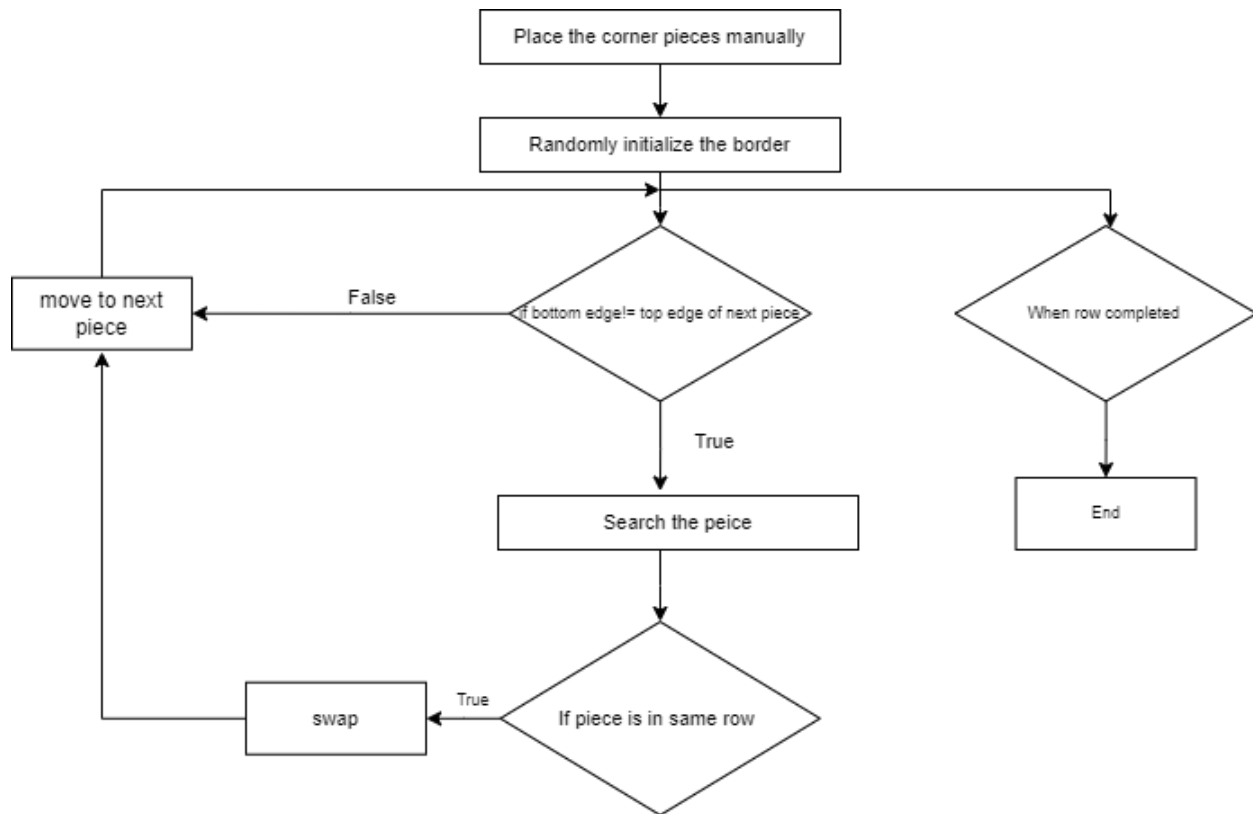 Place the corner pieces manually
Randomly initialize the border
move to next
piece
False
if bottom edge!= top edge of next piece
When row completed
True
Search the peice
End
True
swap
If piece is in same row